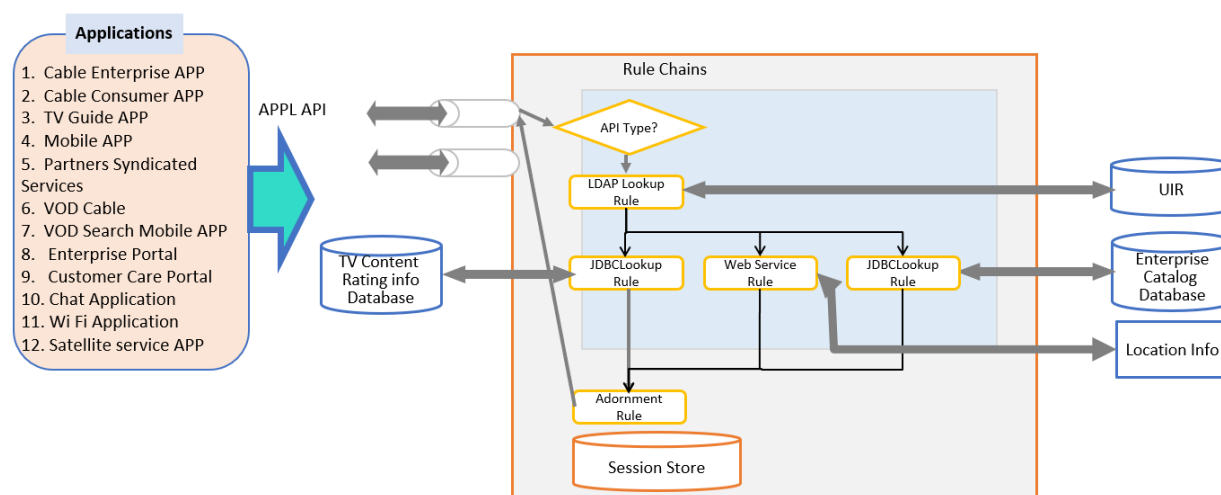 Applications
1. Cable Enterprise APP
2. Cable Consumer APP
3. TV Guide APP
4. Mobile APP
5. Partners Syndicated
Services
6. VOD Cable
7. VOD Search Mobile APP
8. Enterprise Portal
9. Customer Care Portal
10. Chat Application
11. Wi Fi Application
12. Satellite service APP
APPL API
Rule Chains
API Type?
LDAP Lookup
Rule
UIR
TV Content
Rating info
Database
JDBCLookup
Rule
Web Service
Rule
JDBCLookup
Rule
Enterprise
Catalog
Database
Location Info
Adornment
Rule
Session Store